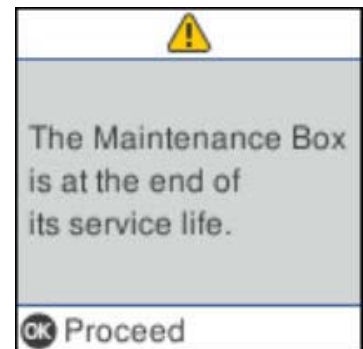 The Maintenance Box
is at the end of
its service life.
OK Proceed